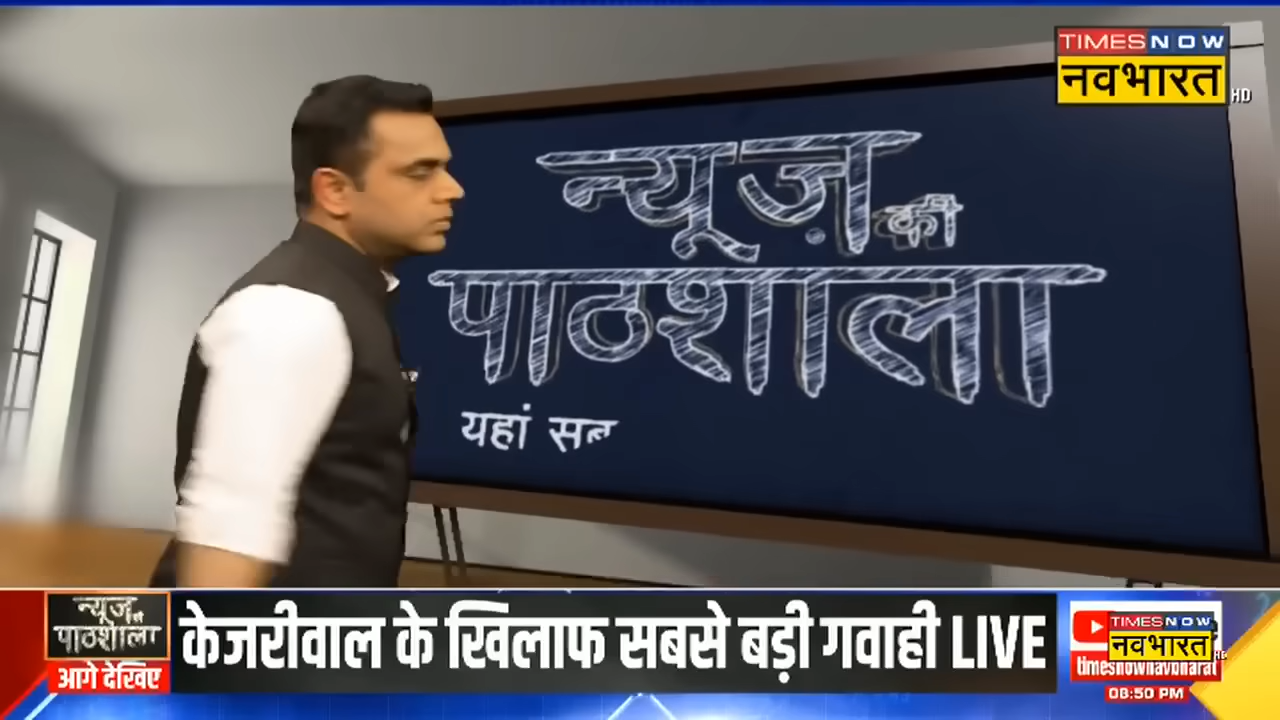 TIMES NOW
नवभारत
HD
न्यूज़ की
पाठशाला
यहां सब
न्यूज़ की
पाठशाला
आगे देखिए
केजरीवाल के खिलाफ सबसे बड़ी गवाही LIVE
TIMES NOW
नवभारत
timesnownavbharat
08:50 PM